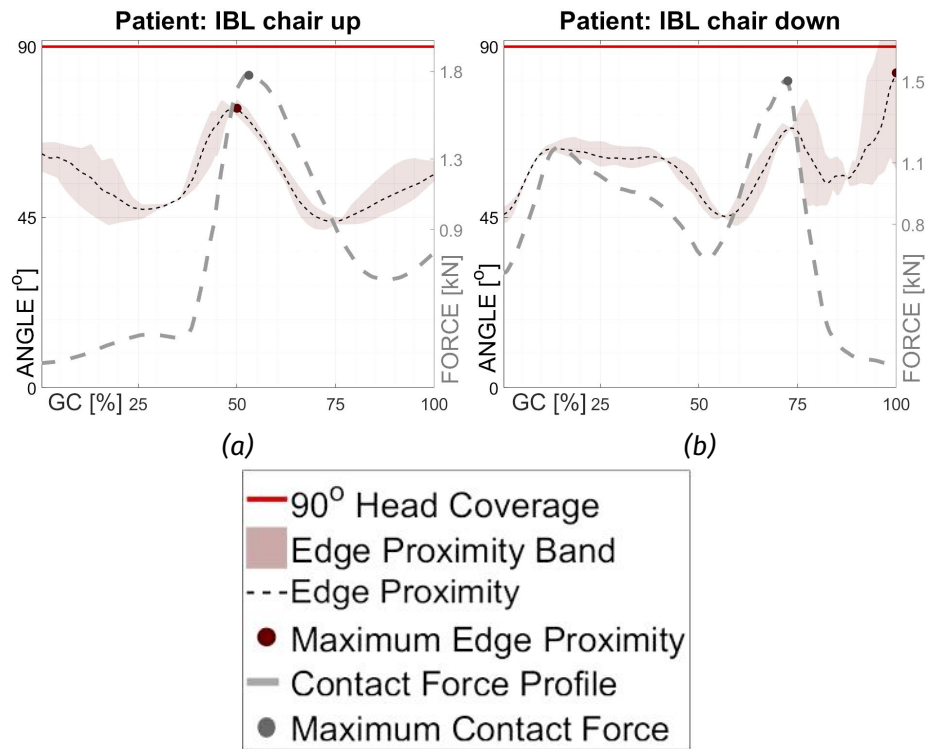 Patient: IBL chair up
90
45
0
ANGLE [º]
GC [%]
25
50
75
100
1.8
1.3
0.9
FORCE [kN]
(a)
Patient: IBL chair down
90
45
0
ANGLE [º]
GC [%]
25
50
75
100
1.5
1.1
0.8
FORCE [kN]
(b)
90º Head Coverage
Edge Proximity Band
Edge Proximity
Maximum Edge Proximity
Contact Force Profile
Maximum Contact Force